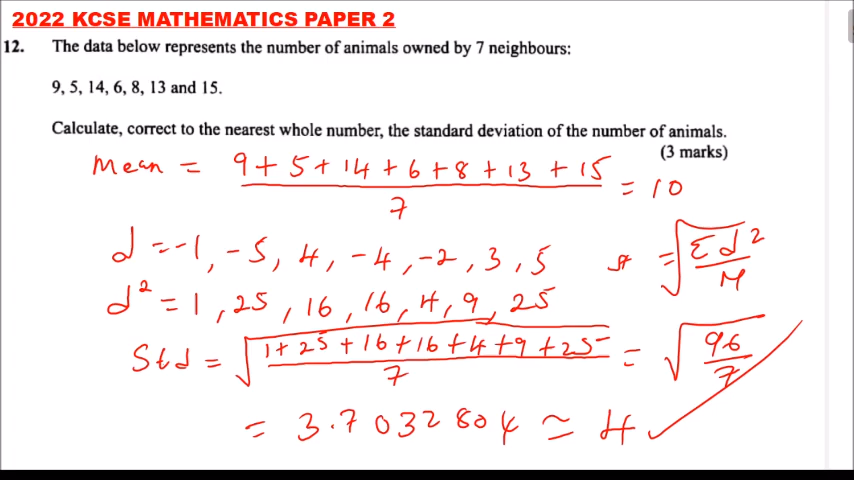 2022 KCSE MATHEMATICS PAPER 2
12. The data below represents the number of animals owned by 7 neighbours:
9, 5, 14, 6, 8, 13 and 15.
Calculate, correct to the nearest whole number, the standard deviation of the number of animals.
(3 marks)
Mean = 9 + 5 + 14 + 6 + 8 + 13 + 15 / 7 = 10
d = -1, -5, 4, -4, -2, 3, 5
= √(Σd² / M)
d² = 1, 25, 16, 16, 4, 9, 25
Std = √(1 + 25 + 16 + 16 + 4 + 9 + 25 / 7) = √(96 / 7)
= 3.7032804 ≃ 4 ✓